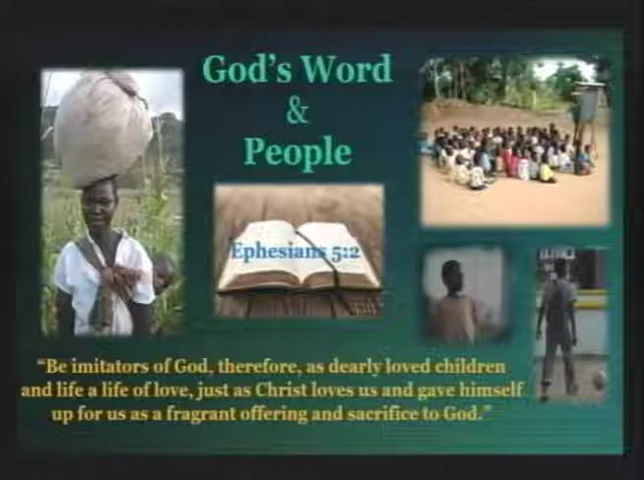 God's Word
&
People
Ephesians 5:2
"Be imitators of God, therefore, as dearly loved children
and life a life of love, just as Christ loves us and gave himself
up for us as a fragrant offering and sacrifice to God."